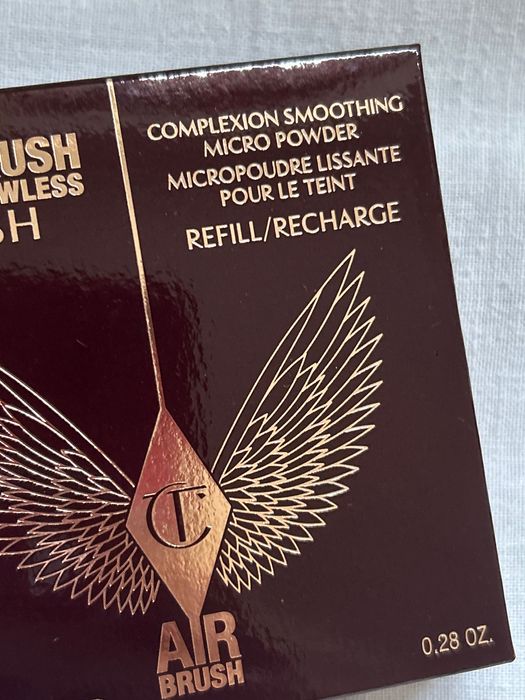 COMPLEXION SMOOTHING
MICRO POWDER
MICROPOUDRE LISSANTE
POUR LE TEINT
REFILL/RECHARGE
CT
AIR
BRUSH
0,28 OZ.